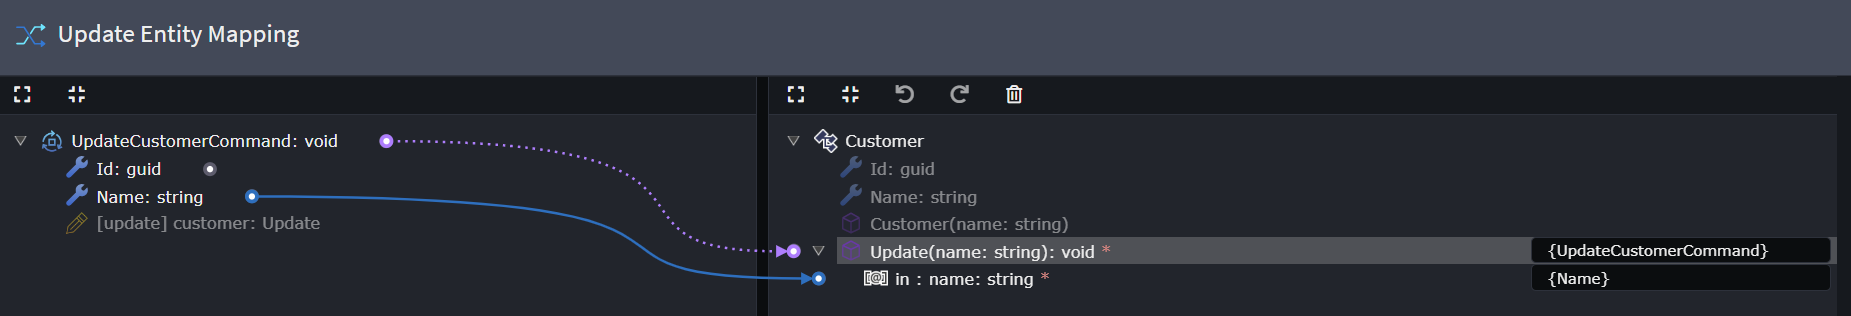 Update Entity Mapping
UpdateCustomerCommand: void
Id: guid
Name: string
[update] customer: Update
Customer
Id: guid
Name: string
Customer(name: string)
Update(name: string): void * {UpdateCustomerCommand}
in : name: string * {Name}